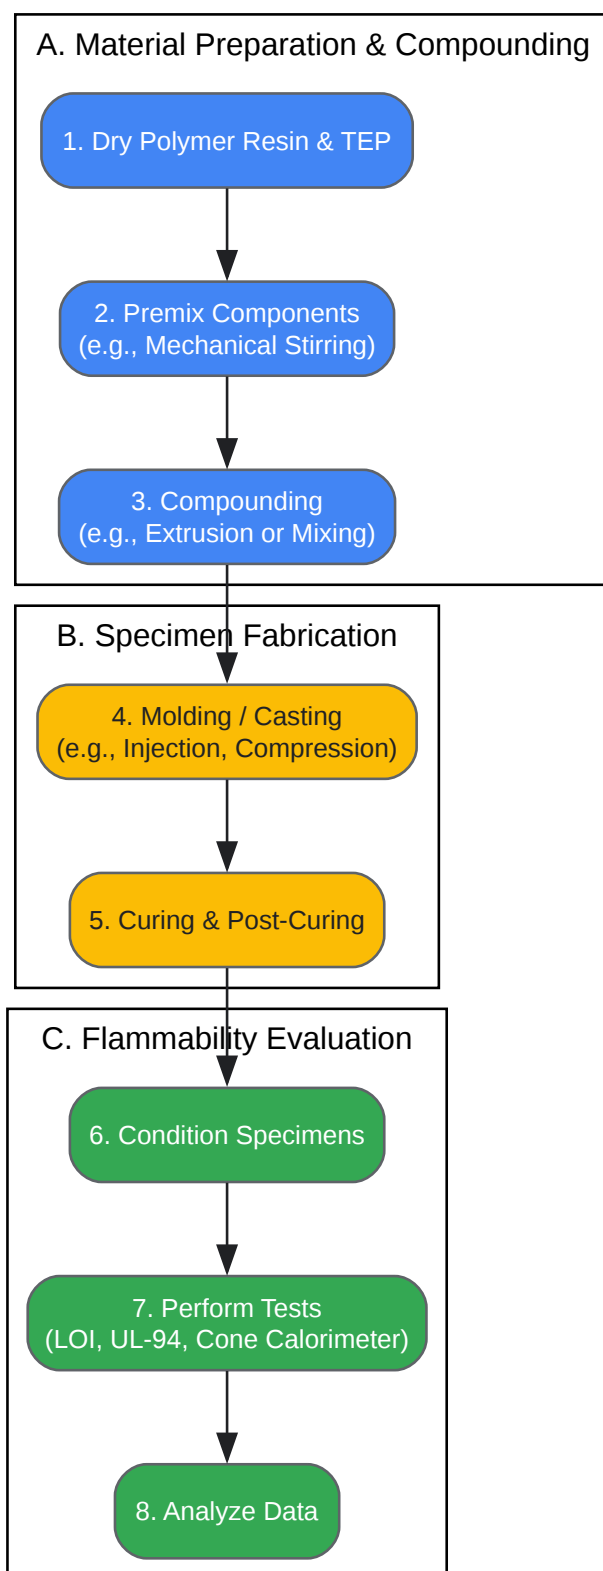 A. Material Preparation & Compounding
1. Dry Polymer Resin & TEP
2. Premix Components
(e.g., Mechanical Stirring)
3. Compounding
(e.g., Extrusion or Mixing)
B. Specimen Fabrication
4. Molding / Casting
(e.g., Injection, Compression)
5. Curing & Post-Curing
C. Flammability Evaluation
6. Condition Specimens
7. Perform Tests
(LOI, UL-94, Cone Calorimeter)
8. Analyze Data